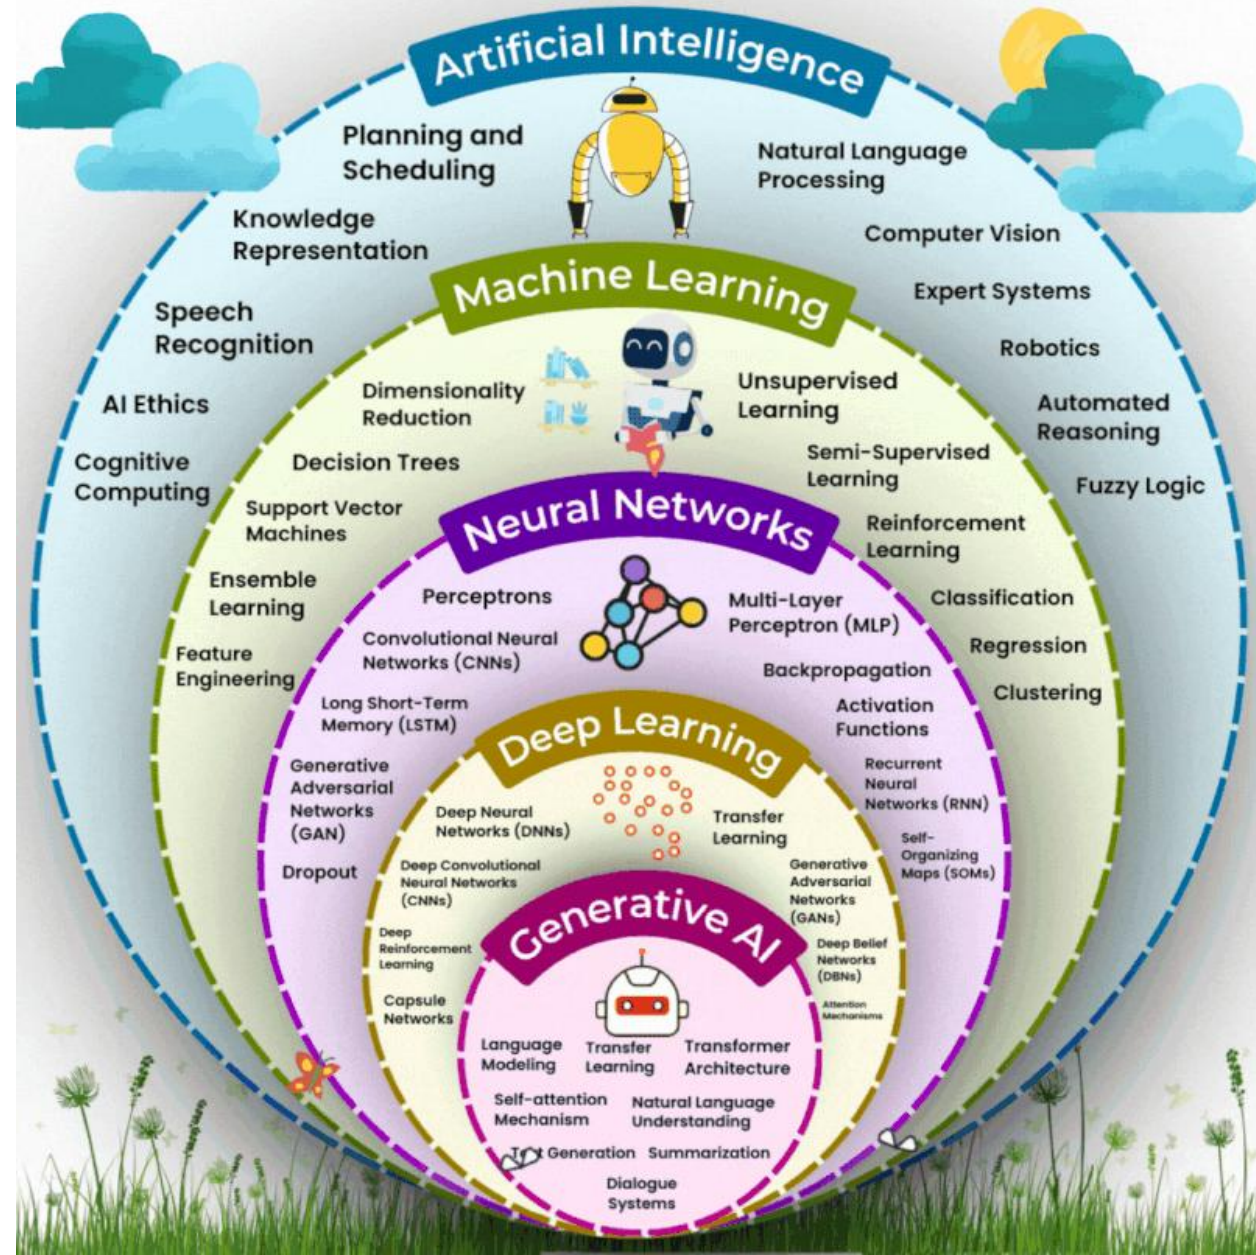 Artificial Intelligence
Planning and
Scheduling
Natural Language
Processing
Knowledge
Representation
Computer Vision
Speech
Recognition
Expert Systems
Robotics
AI Ethics
Automated
Reasoning
Cognitive
Computing
Fuzzy Logic
Machine Learning
Dimensionality
Reduction
Unsupervised
Learning
Decision Trees
Semi-Supervised
Learning
Support Vector
Machines
Reinforcement
Learning
Ensemble
Learning
Classification
Feature
Engineering
Regression
Clustering
Neural Networks
Perceptrons
Multi-Layer
Perceptron (MLP)
Convolutional Neural
Networks (CNNs)
Backpropagation
Long Short-Term
Memory (LSTM)
Activation
Functions
Generative
Adversarial
Networks
(GAN)
Recurrent
Neural
Networks (RNN)
Dropout
Self-
Organizing
Maps (SOMs)
Deep Learning
Deep Neural
Networks (DNNs)
Transfer
Learning
Deep Convolutional
Neural Networks
(CNNs)
Generative
Adversarial
Networks
(GANs)
Deep
Reinforcement
Learning
Deep Belief
Networks
(DBNs)
Capsule
Networks
Attention
Mechanisms
Generative AI
Language
Modeling
Transfer
Learning
Transformer
Architecture
Self-attention
Mechanism
Natural Language
Understanding
Text Generation
Summarization
Dialogue
Systems